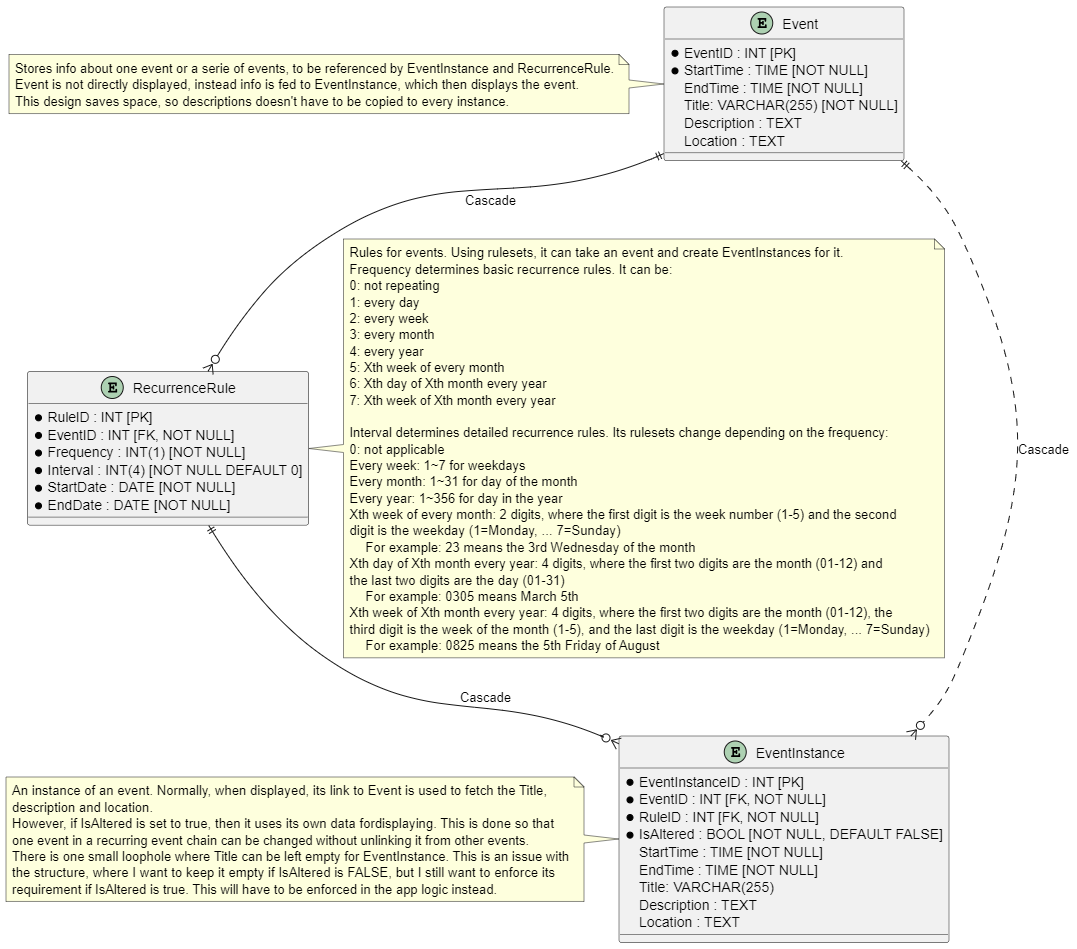 E Event
EventID : INT [PK]
StartTime : TIME [NOT NULL]
EndTime : TIME [NOT NULL]
Title: VARCHAR(255) [NOT NULL]
Description : TEXT
Location : TEXT
Stores info about one event or a serie of events, to be referenced by EventInstance and RecurrenceRule.
Event is not directly displayed, instead info is fed to EventInstance, which then displays the event.
This design saves space, so descriptions doesn't have to be copied to every instance.
Cascade
Rules for events. Using rulesets, it can take an event and create EventInstances for it.
Frequency determines basic recurrence rules. It can be:
0: not repeating
1: every day
2: every week
3: every month
4: every year
5: Xth week of every month
6: Xth day of Xth month every year
7: Xth week of Xth month every year
Interval determines detailed recurrence rules. Its rulesets change depending on the frequency:
0: not applicable
Every week: 1~7 for weekdays
Every month: 1~31 for day of the month
Every year: 1~356 for day in the year
Xth week of every month: 2 digits, where the first digit is the week number (1-5) and the second
digit is the weekday (1=Monday, ... 7=Sunday)
For example: 23 means the 3rd Wednesday of the month
Xth day of Xth month every year: 4 digits, where the first two digits are the month (01-12) and
the last two digits are the day (01-31)
For example: 0305 means March 5th
Xth week of Xth month every year: 4 digits, where the first two digits are the month (01-12), the
third digit is the week of the month (1-5), and the last digit is the weekday (1=Monday, ... 7=Sunday)
For example: 0825 means the 5th Friday of August
E RecurrenceRule
RuleID : INT [PK]
EventID : INT [FK, NOT NULL]
Frequency : INT(1) [NOT NULL]
Interval : INT(4) [NOT NULL DEFAULT 0]
StartDate : DATE [NOT NULL]
EndDate : DATE [NOT NULL]
Cascade
Cascade
E EventInstance
EventInstanceID : INT [PK]
EventID : INT [FK, NOT NULL]
RuleID : INT [FK, NOT NULL]
IsAltered : BOOL [NOT NULL, DEFAULT FALSE]
StartTime : TIME [NOT NULL]
EndTime : TIME [NOT NULL]
Title: VARCHAR(255)
Description : TEXT
Location : TEXT
An instance of an event. Normally, when displayed, its link to Event is used to fetch the Title,
description and location.
However, if IsAltered is set to true, then it uses its own data fordisplaying. This is done so that
one event in a recurring event chain can be changed without unlinking it from other events.
There is one small loophole where Title can be left empty for EventInstance. This is an issue with
the structure, where I want to keep it empty if IsAltered is FALSE, but I still want to enforce its
requirement if IsAltered is true. This will have to be enforced in the app logic instead.